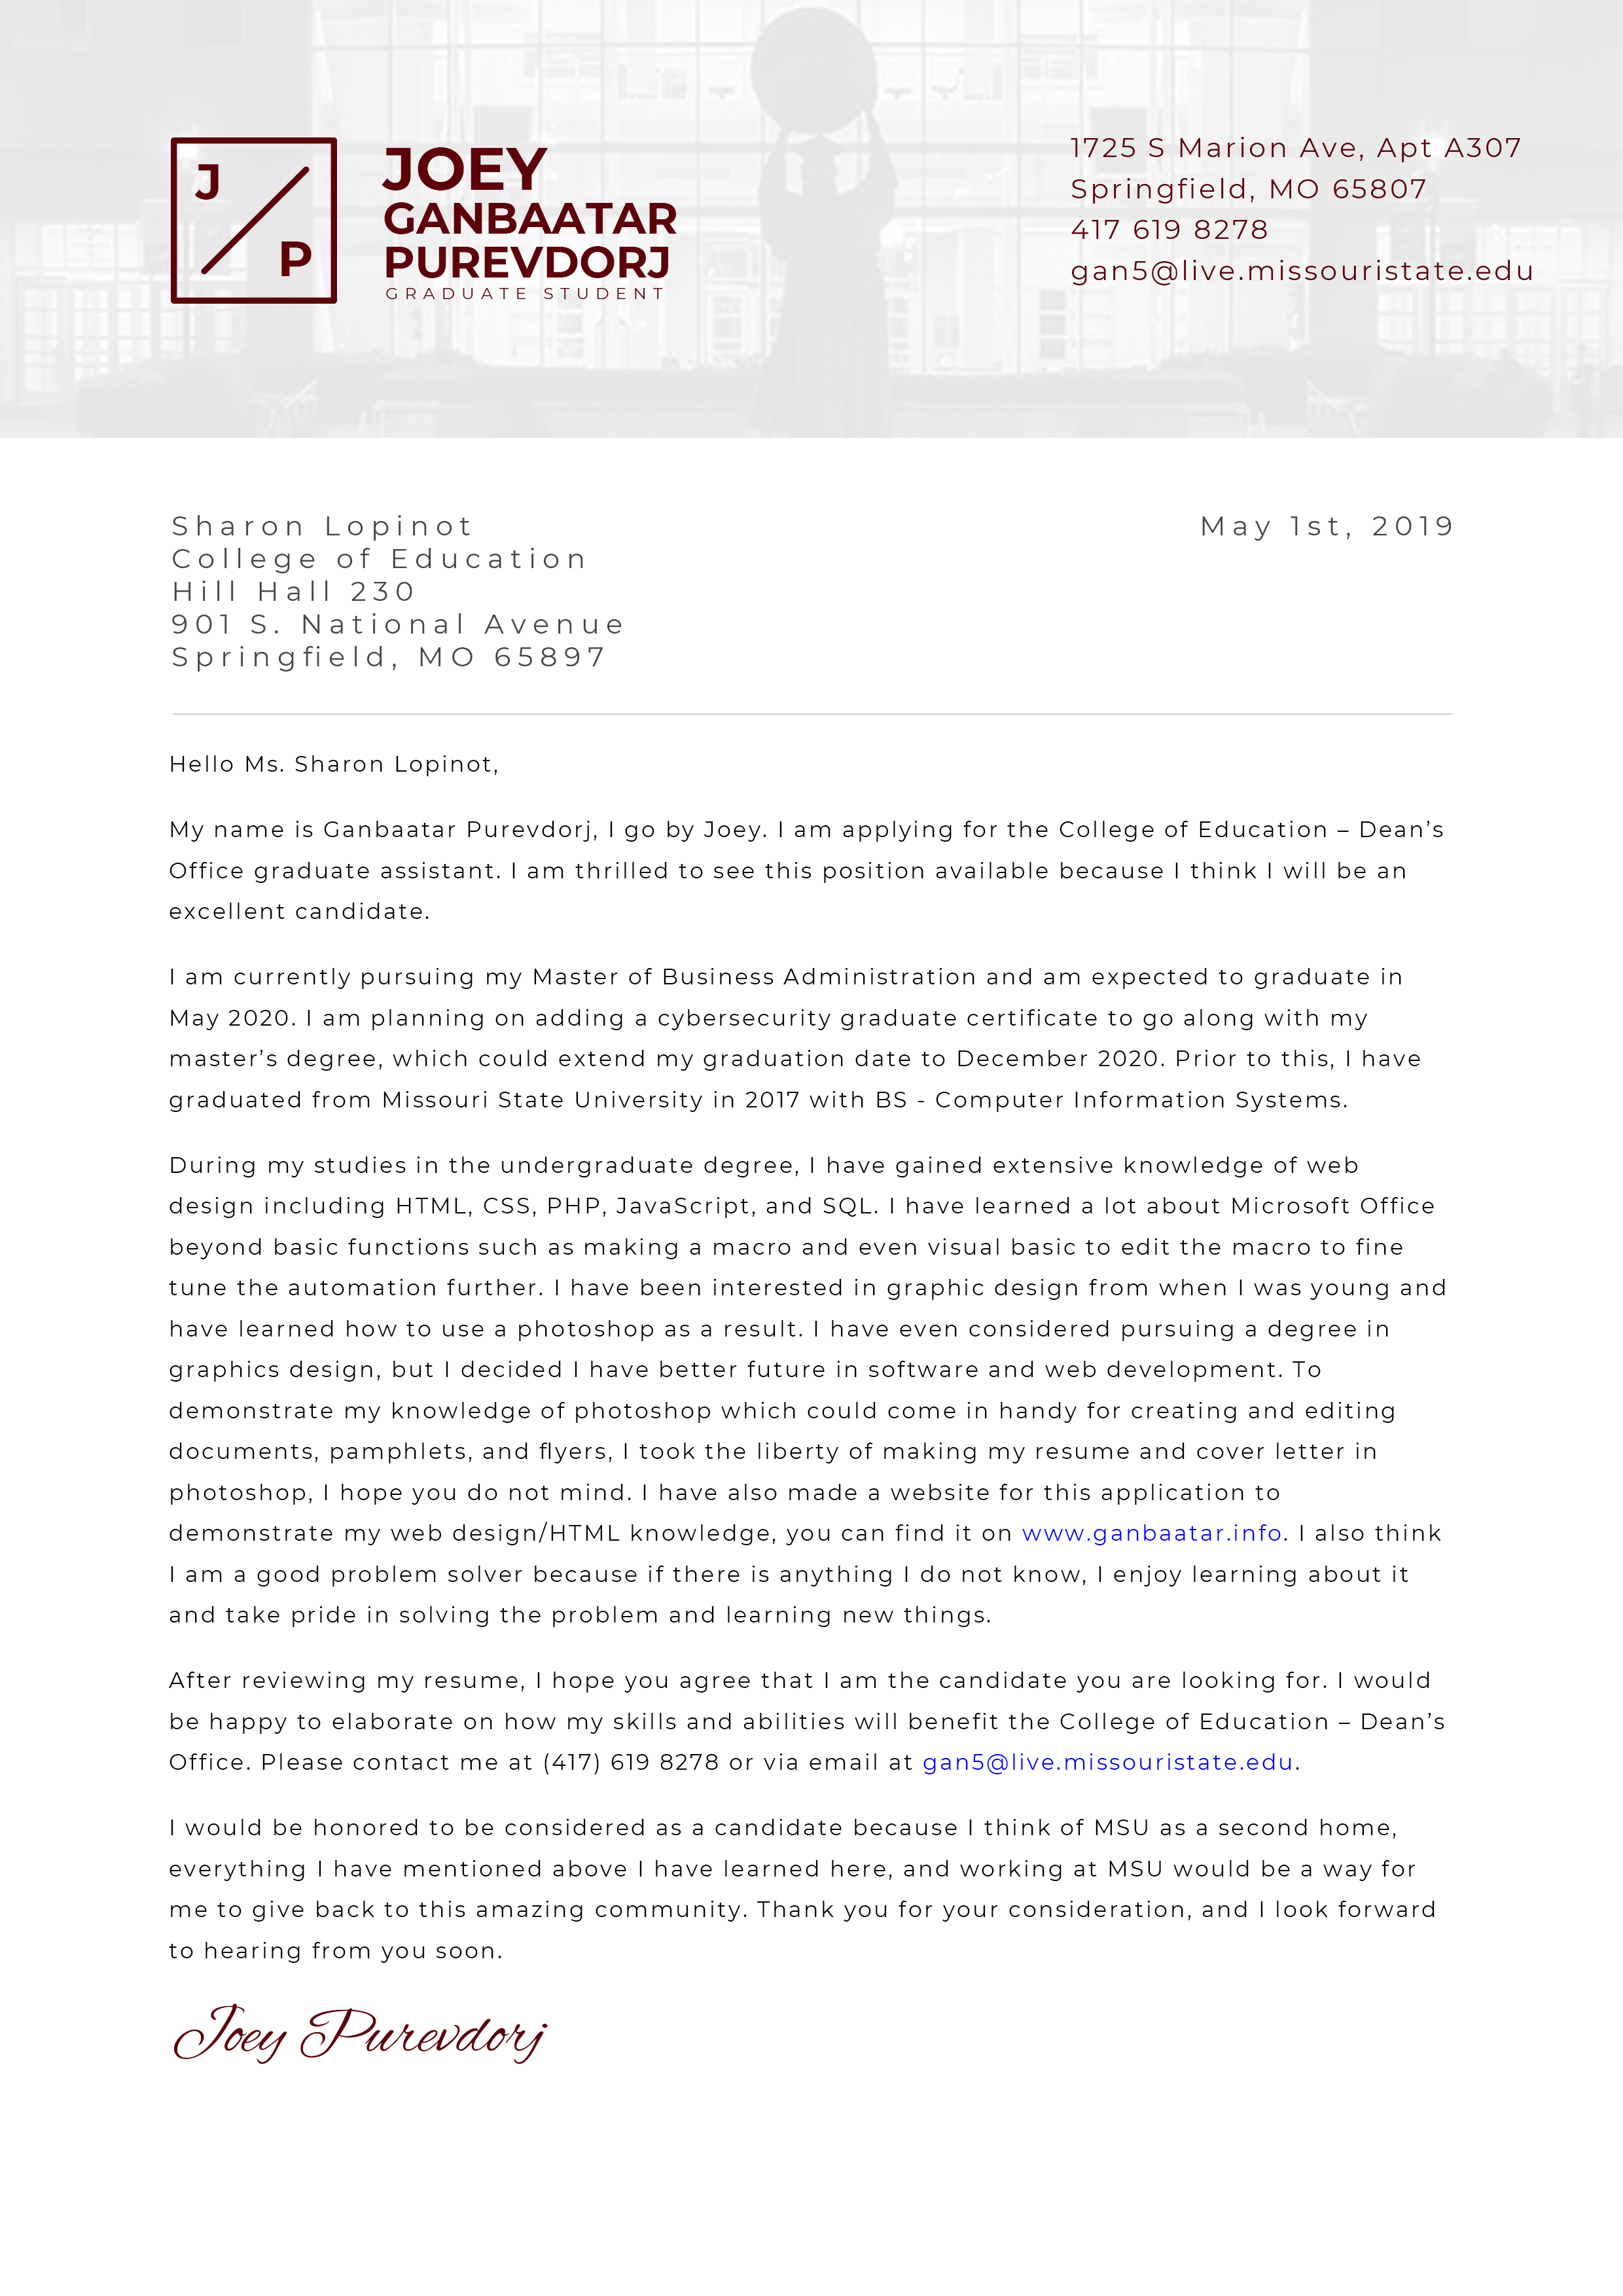 J
P
JOEY
GANBAATAR
PUREVDORJ
GRADUATE STUDENT
1725 S Marion Ave, Apt A307
Springfield, MO 65807
417 619 8278
gan5@live.missouristate.edu
Sharon Lopinot
College of Education
Hill Hall 230
901 S. National Avenue
Springfield, MO 65897
May 1st, 2019
Hello Ms. Sharon Lopinot,
My name is Ganbaatar Purevdorj, I go by Joey. I am applying for the College of Education – Dean’s
Office graduate assistant. I am thrilled to see this position available because I think I will be an
excellent candidate.
I am currently pursuing my Master of Business Administration and am expected to graduate in
May 2020. I am planning on adding a cybersecurity graduate certificate to go along with my
master’s degree, which could extend my graduation date to December 2020. Prior to this, I have
graduated from Missouri State University in 2017 with BS - Computer Information Systems.
During my studies in the undergraduate degree, I have gained extensive knowledge of web
design including HTML, CSS, PHP, JavaScript, and SQL. I have learned a lot about Microsoft Office
beyond basic functions such as making a macro and even visual basic to edit the macro to fine
tune the automation further. I have been interested in graphic design from when I was young and
have learned how to use a photoshop as a result. I have even considered pursuing a degree in
graphics design, but I decided I have better future in software and web development. To
demonstrate my knowledge of photoshop which could come in handy for creating and editing
documents, pamphlets, and flyers, I took the liberty of making my resume and cover letter in
photoshop, I hope you do not mind. I have also made a website for this application to
demonstrate my web design/HTML knowledge, you can find it on www.ganbaatar.info. I also think
I am a good problem solver because if there is anything I do not know, I enjoy learning about it
and take pride in solving the problem and learning new things.
After reviewing my resume, I hope you agree that I am the candidate you are looking for. I would
be happy to elaborate on how my skills and abilities will benefit the College of Education – Dean’s
Office. Please contact me at (417) 619 8278 or via email at gan5@live.missouristate.edu.
I would be honored to be considered as a candidate because I think of MSU as a second home,
everything I have mentioned above I have learned here, and working at MSU would be a way for
me to give back to this amazing community. Thank you for your consideration, and I look forward
to hearing from you soon.
Joey Purevdorj